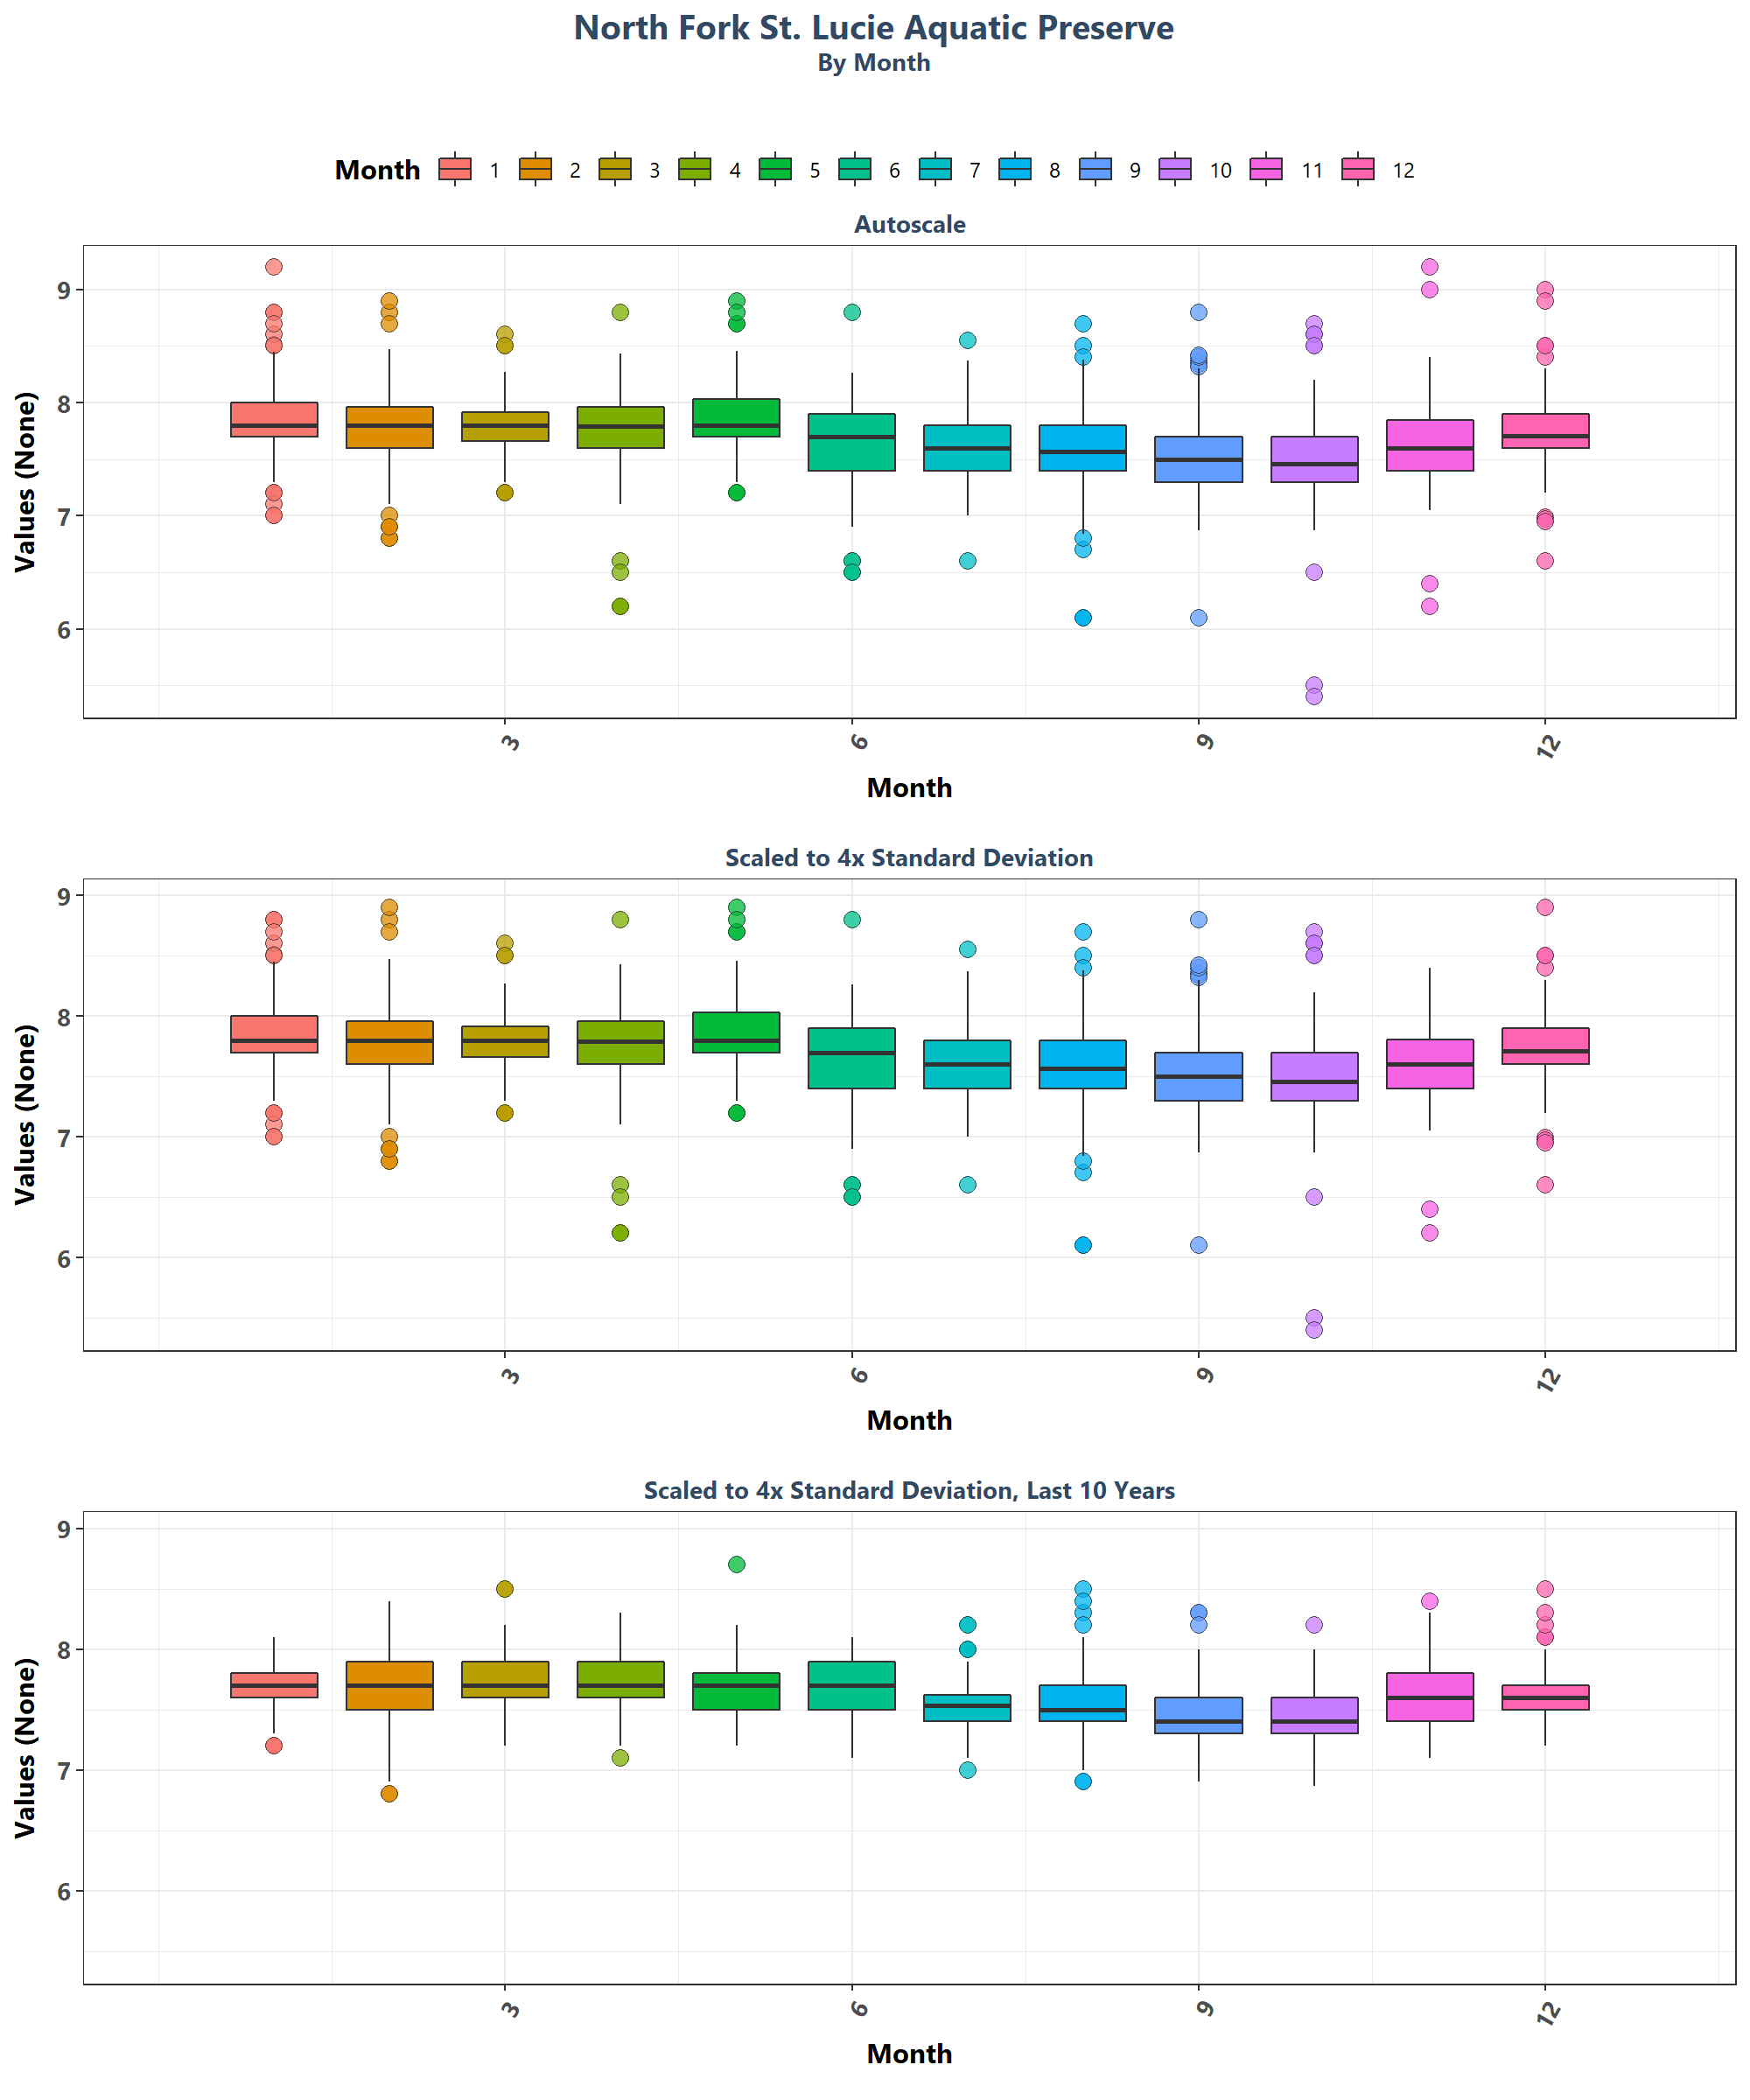 North Fork St. Lucie Aquatic Preserve
By Month
Month 1 2 3 4 5 6 7 8 9 10 11 12
Autoscale
Values (None)
9
8
7
6
3 6 9 12
Month
Scaled to 4x Standard Deviation
Values (None)
9
8
7
6
3 6 9 12
Month
Scaled to 4x Standard Deviation, Last 10 Years
Values (None)
9
8
7
6
3 6 9 12
Month